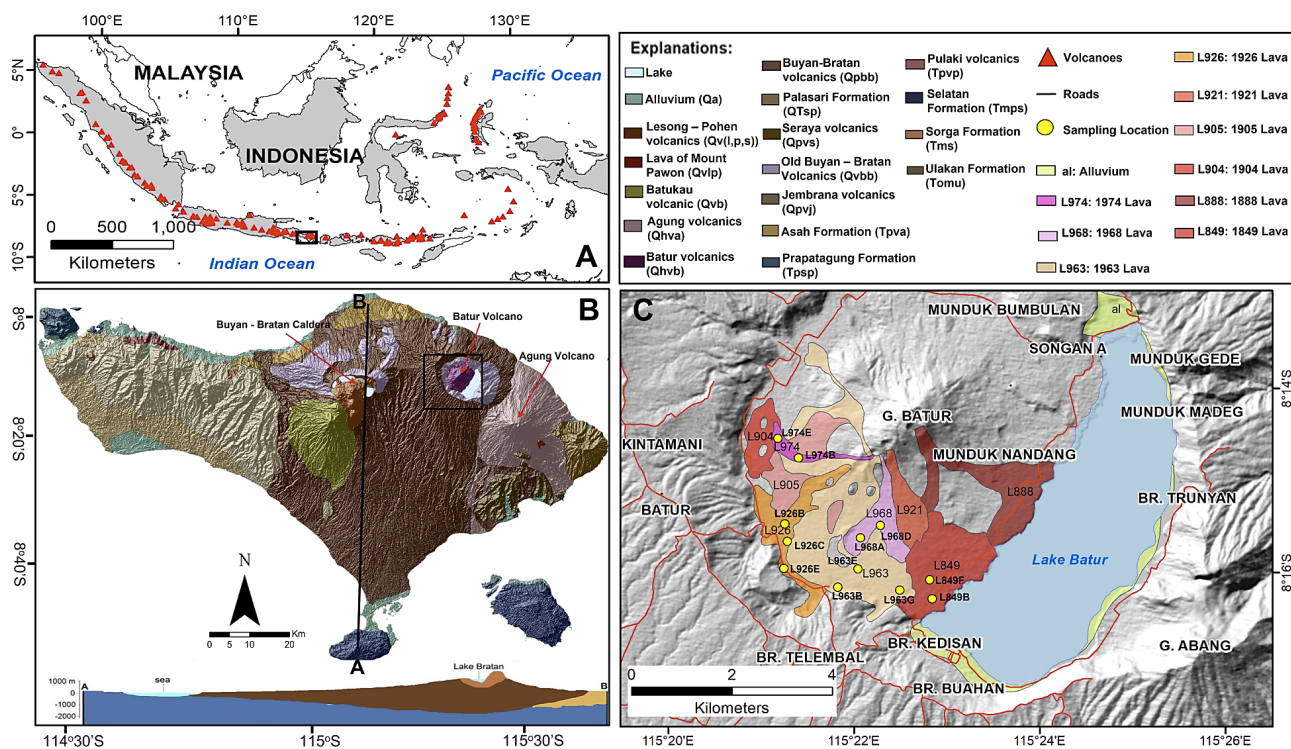 100°E
110°E
120°E
130°E
5°N
0°
5°S
10°S
MALAYSIA
Pacific Ocean
INDONESIA
0
500
1,000
Kilometers
Indian Ocean
A
Explanations:
Lake
Alluvium (Qa)
Lesong – Pohen
volcanics (Qv(l,p,s))
Lava of Mount
Pawon (Qvlp)
Batukau
volcanic (Qvb)
Agung volcanics
(Qhva)
Batur volcanics
(Qhvb)
Buyan-Bratan
volcanics (Qpbb)
Palasari Formation
(QTsp)
Seraya volcanics
(Qpvs)
Old Buyan – Bratan
Volcanics (Qvbb)
Jembrana volcanics
(Qpvj)
Asah Formation (Tpva)
Prapatagung Formation
(Tpsp)
Pulaki volcanics
(Tpvp)
Selatan
Formation (Tmps)
Sorga Formation
(Tms)
Ulakan Formation
(Tomu)
Volcanoes
Roads
Sampling Location
al: Alluvium
L974: 1974 Lava
L968: 1968 Lava
L963: 1963 Lava
L926: 1926 Lava
L921: 1921 Lava
L905: 1905 Lava
L904: 1904 Lava
L888: 1888 Lava
L849: 1849 Lava
8°S
8°20'S
8°40'S
B
B
Buyan - Bratan Caldera
Batur Volcano
Agung Volcano
N
0 5 10 20
Km
A
Lake Bratan
sea
A
B
1000 m
0
-1000
-2000
114°30'S
115°0
115°30'S
C
MUNDUK BUMBULAN
al
SONGAN A
MUNDUK GEDE
8°14'S
MUNDUK MADEG
G. BATUR
KINTAMANI
L904
L974E
L974
L974B
MUNDUK NANDANG
L905
L888
BR. TRUNYAN
BATUR
L926B
L926
L968
L921
L968D
L926C
L968A
Lake Batur
L963E
L926E
L963
L849
8°16'S
L849F
L963B
L963G
L849B
BR. KEDISAN
G. ABANG
BR. TELEMBAL
BR. BUAHAN
0
2
4
Kilometers
115°20'E
115°22'E
115°24'E
115°26'E